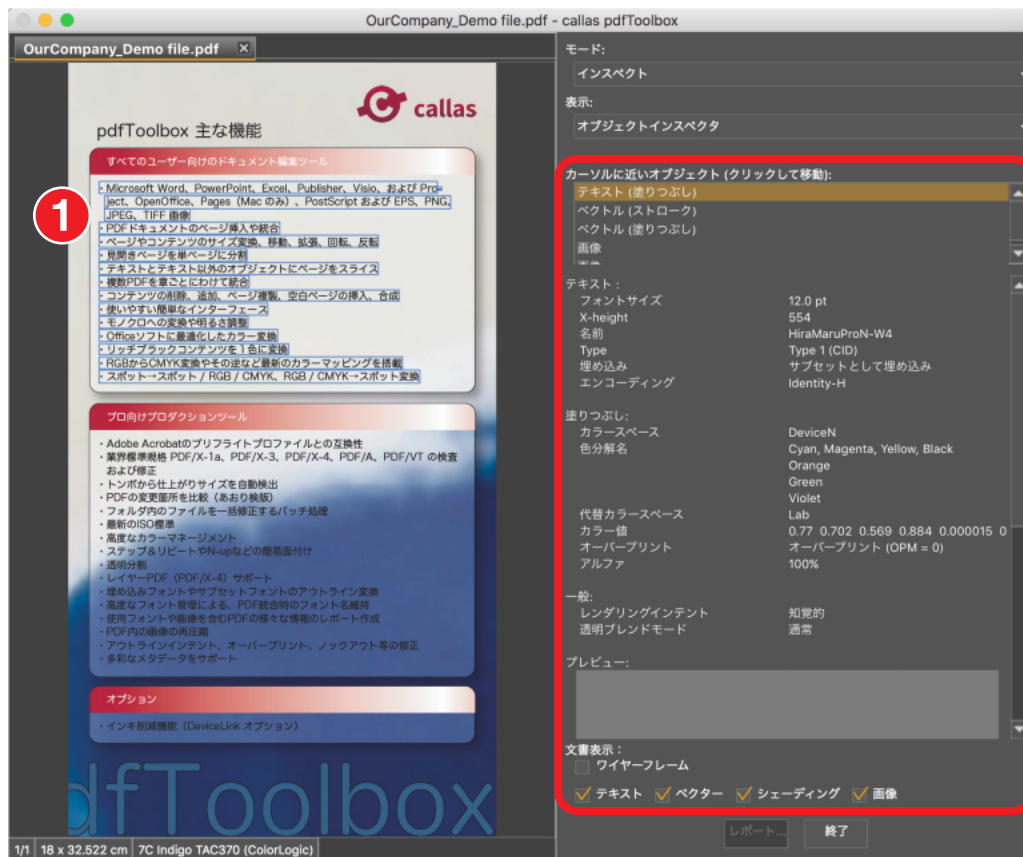 OurCompany_Demo file.pdf - callas pdfToolbox
OurCompany_Demo file.pdf ×
callas
pdfToolbox 主な機能
すべてのユーザー向けのドキュメント編集ツール
・Microsoft Word、PowerPoint、Excel、Publisher、Visio、および Pro-
ject、OpenOffice、Pages（Mac のみ）、PostScript および EPS、PNG、
JPEG、TIFF 画像
・PDFドキュメントのページ挿入や統合
・ページやコンテンツのサイズ変換、移動、拡張、回転、反転
・見開きページを単ページに分割
・テキストとテキスト以外のオブジェクトにページをスライス
・複数PDFを章ごとにわけて統合
・コンテンツの削除、追加、ページ複製、空白ページの挿入、合成
・使いやすい簡単なインターフェース
・モノクロへの変換や明るさ調整
・Officeソフトに最適化したカラー変換
・リッチブラックコンテンツを1色に変換
・RGBからCMYK変換やその逆など最新のカラーマッピングを搭載
・スポット→スポット / RGB / CMYK、RGB / CMYK→スポット変換
1
プロ向けプロダクションツール
・Adobe Acrobatのプリフライトプロファイルとの互換性
・業界標準規格 PDF/X-1a、PDF/X-3、PDF/X-4、PDF/A、PDF/VT の検査
および修正
・トンボから仕上がりサイズを自動検出
・PDFの変更箇所を比較（あおり検版）
・フォルダ内のファイルを一括修正するバッチ処理
・最新のISO標準
・高度なカラーマネージメント
・ステップ＆リピートやN-upなどの簡易面付け
・透明分割
・レイヤーPDF（PDF/X-4）サポート
・埋め込みフォントやサブセットフォントのアウトライン変換
・高度なフォント管理による、PDF統合時のフォント名維持
・使用フォントや画像を含むPDFの様々な情報のレポート作成
・PDF内の画像の再圧縮
・アウトラインインテント、オーバープリント、ノックアウト等の修正
・多彩なメタデータをサポート
オプション
・インキ削減機能（DeviceLink オプション）
dfToolbox
1/1 18 x 32.522 cm 7C Indigo TAC370 (ColorLogic)
モード:
インスペクト
表示:
オブジェクトインスペクタ
カーソルに近いオブジェクト (クリックして移動):
テキスト (塗りつぶし)
ベクトル (ストローク)
ベクトル (塗りつぶし)
画像
画像
テキスト :
フォントサイズ 12.0 pt
X-height 554
名前 HiraMaruProN-W4
Type Type 1 (CID)
埋め込み サブセットとして埋め込み
エンコーディング Identity-H
塗りつぶし:
カラースペース DeviceN
色分解名 Cyan, Magenta, Yellow, Black
Orange
Green
Violet
代替カラースペース Lab
カラー値 0.77 0.702 0.569 0.884 0.000015 0
オーバープリント オーバープリント (OPM = 0)
アルファ 100%
一般:
レンダリングインテント 知覚的
透明ブレンドモード 通常
プレビュー:
文書表示：
ワイヤーフレーム
テキスト ベクター シェーディング 画像
レポート... 終了